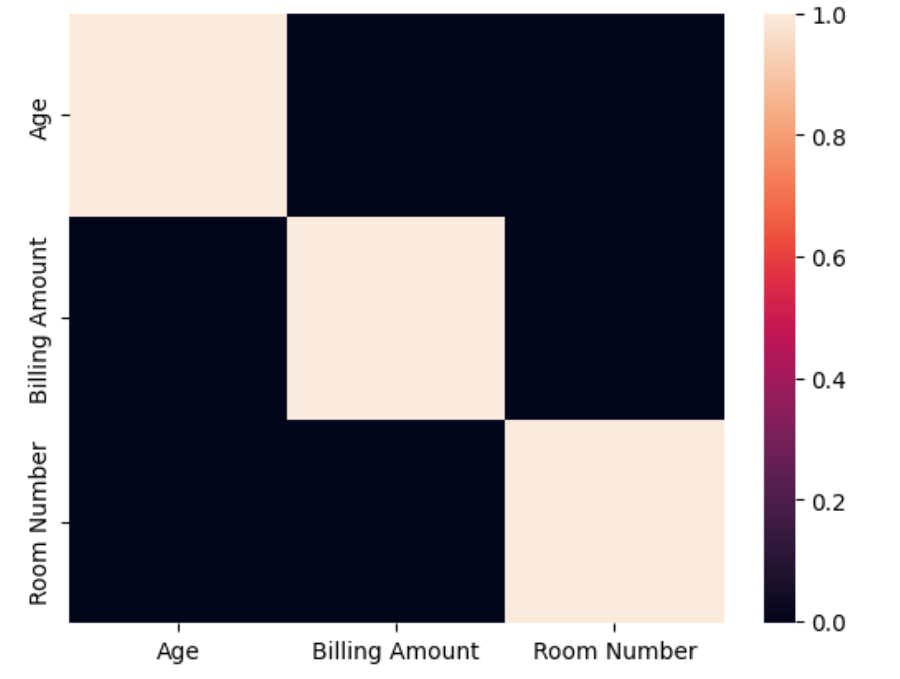 Age
Billing Amount
Room Number
Age
Billing Amount
Room Number
1.0
0.8
0.6
0.4
0.2
0.0